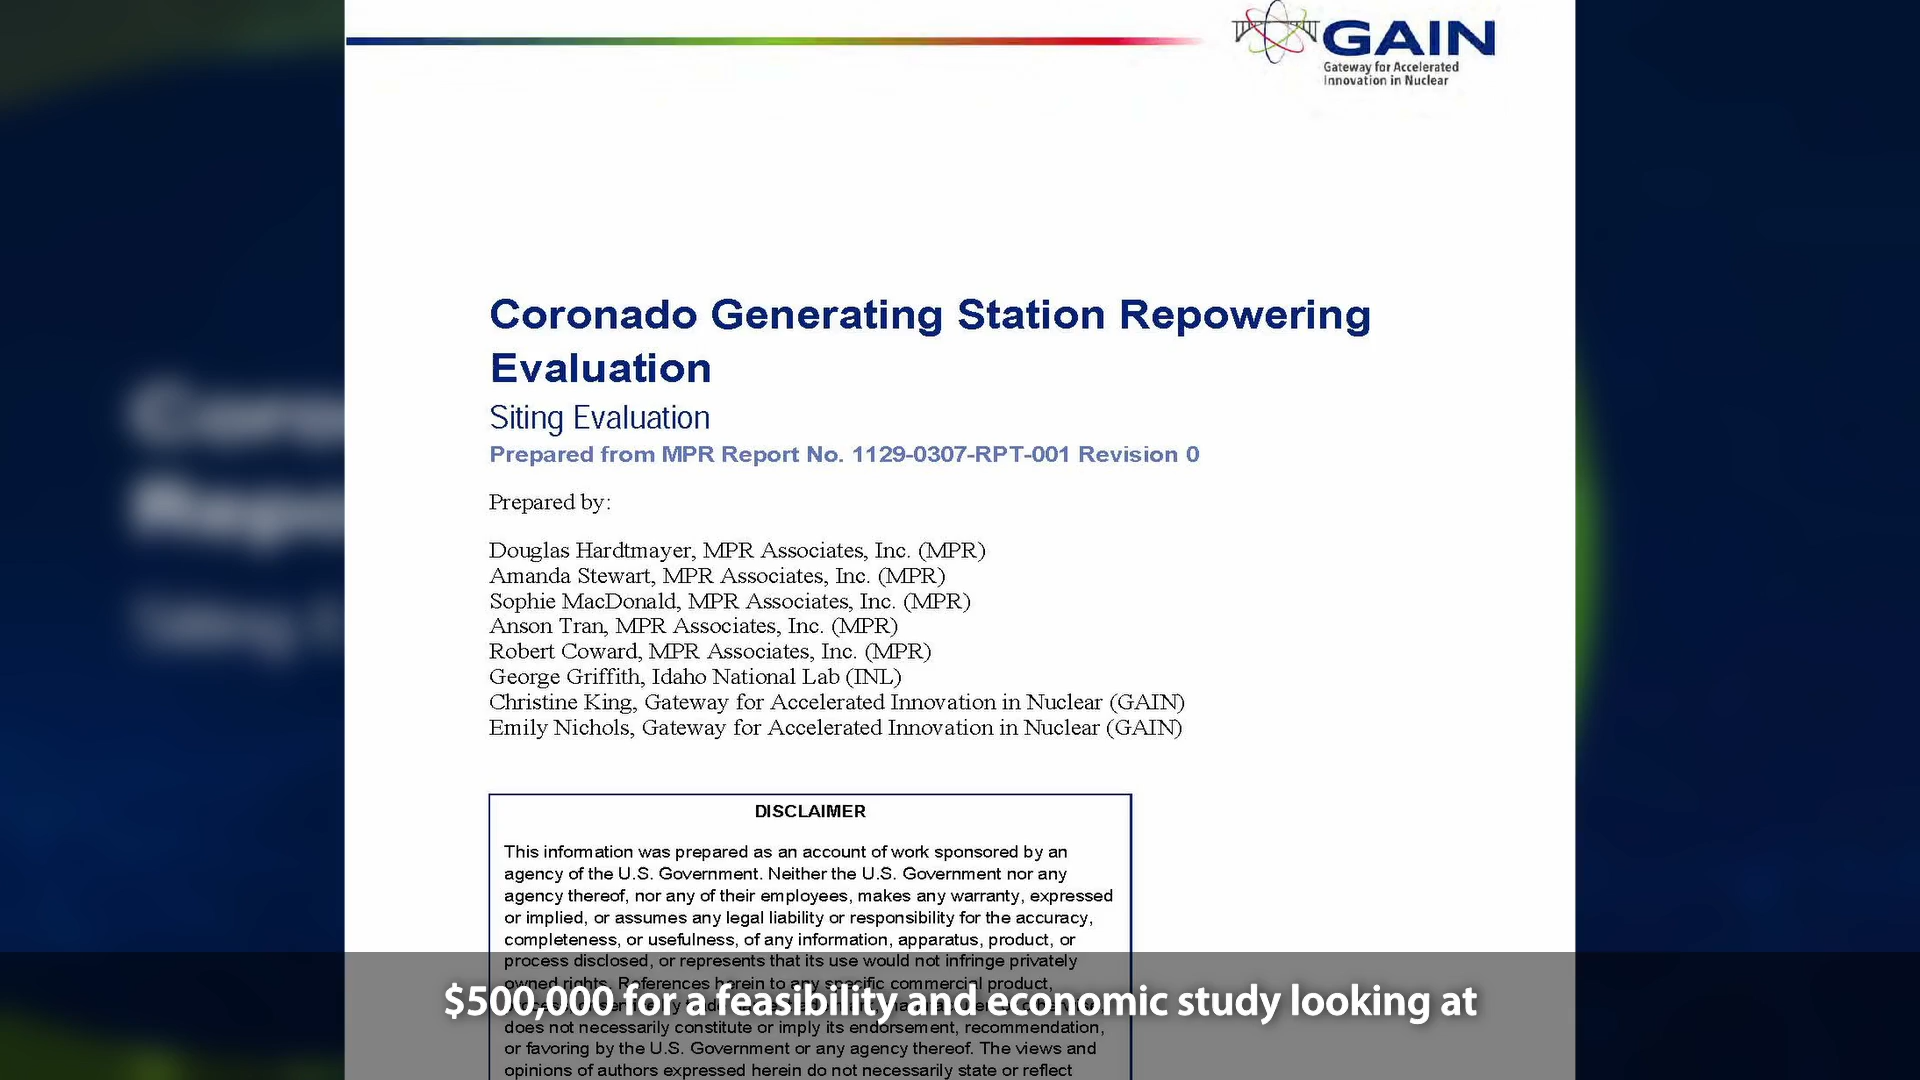 GAIN
Gateway for Accelerated
Innovation in Nuclear
Coronado Generating Station Repowering
Evaluation
Siting Evaluation
Prepared from MPR Report No. 1129-0307-RPT-001 Revision 0
Prepared by:
Douglas Hardtmayer, MPR Associates, Inc. (MPR)
Amanda Stewart, MPR Associates, Inc. (MPR)
Sophie MacDonald, MPR Associates, Inc. (MPR)
Anson Tran, MPR Associates, Inc. (MPR)
Robert Coward, MPR Associates, Inc. (MPR)
George Griffith, Idaho National Lab (INL)
Christine King, Gateway for Accelerated Innovation in Nuclear (GAIN)
Emily Nichols, Gateway for Accelerated Innovation in Nuclear (GAIN)
DISCLAIMER
This information was prepared as an account of work sponsored by an
agency of the U.S. Government. Neither the U.S. Government nor any
agency thereof, nor any of their employees, makes any warranty, expressed
or implied, or assumes any legal liability or responsibility for the accuracy,
completeness, or usefulness, of any information, apparatus, product, or
process disclosed, or represents that its use would not infringe privately
owned rights. References herein to any specific commercial product,
$500,000 for a feasibility and economic study looking at
does not necessarily constitute or imply its endorsement, recommendation,
or favoring by the U.S. Government or any agency thereof. The views and
opinions of authors expressed herein do not necessarily state or reflect